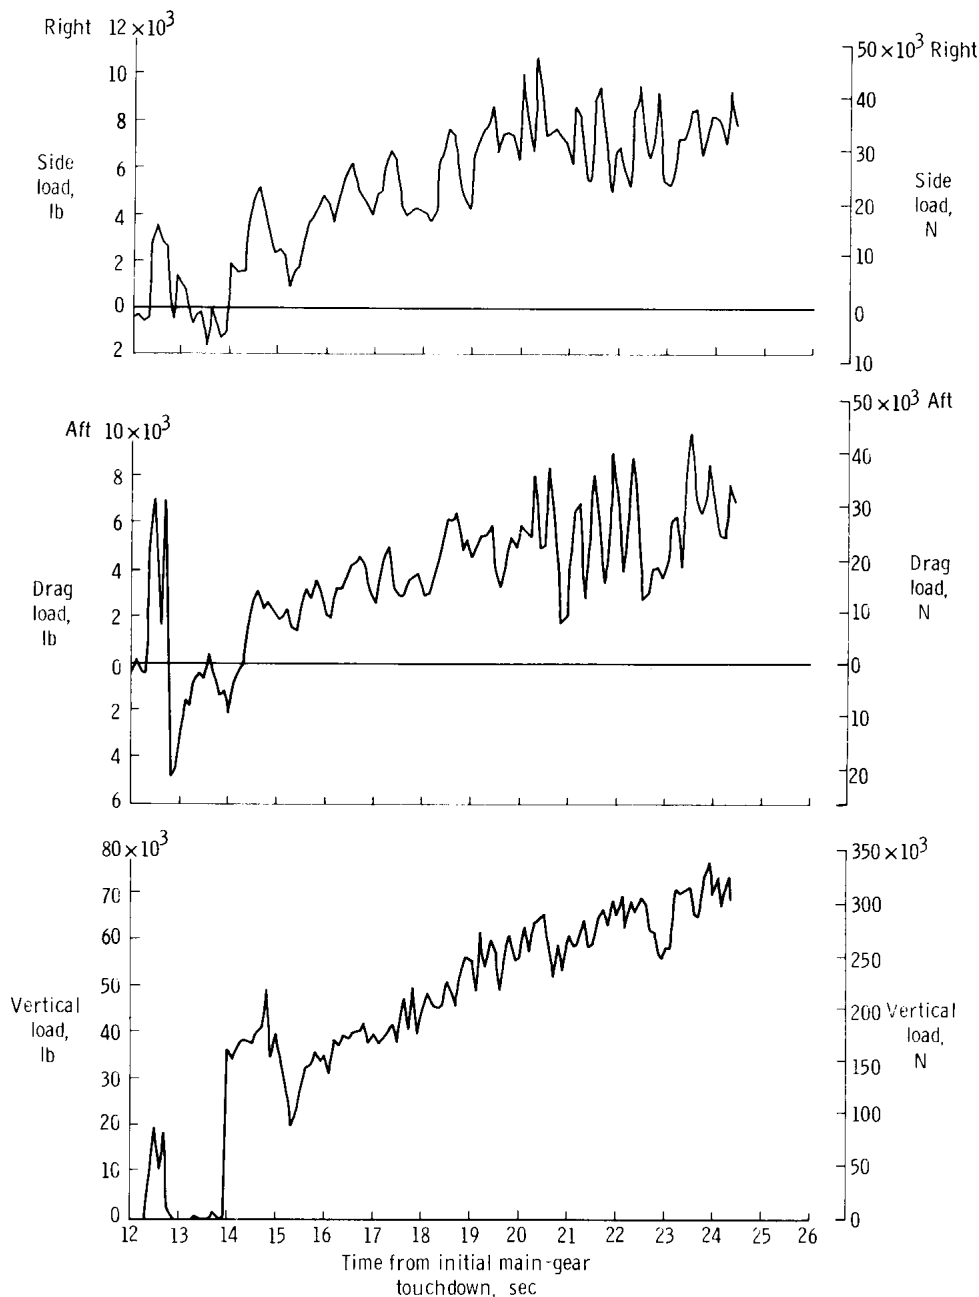 Right 12×10³
10
8
6
4
2
0
2
Side
load,
lb
50×10³ Right
40
30
20
10
0
10
Side
load,
N
Aft 10×10³
8
6
4
2
0
2
4
6
Drag
load,
lb
50×10³ Aft
40
30
20
10
0
10
20
Drag
load,
N
80×10³
70
60
50
40
30
20
10
0
Vertical
load,
lb
350×10³
300
250
200
150
100
50
0
Vertical
load,
N
12 13 14 15 16 17 18 19 20 21 22 23 24 25 26
Time from initial main-gear
touchdown, sec